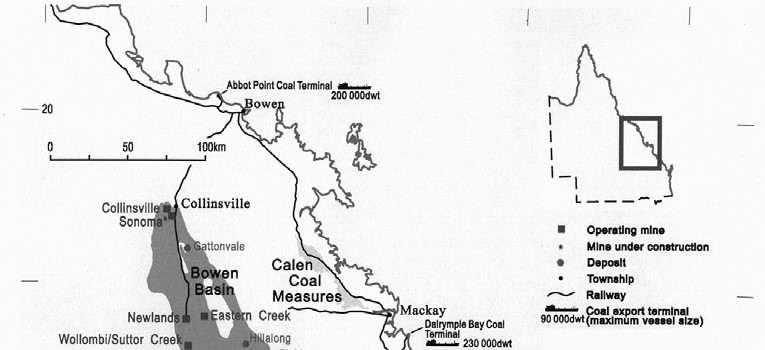 Abbot Point Coal Terminal
200 000dwt
Bowen
20
0 50 100km
Collinsville
Collinsville
Sonoma
Gattonvale
Bowen
Basin
Calen
Coal
Measures
Newlands
Eastern Creek
Mackay
Wollombi/Suttor Creek
Hillalong
Dalrymple Bay Coal
Terminal
230 000dwt
Operating mine
Mine under construction
Deposit
Township
Railway
Coal export terminal
90 000dwt (maximum vessel size)